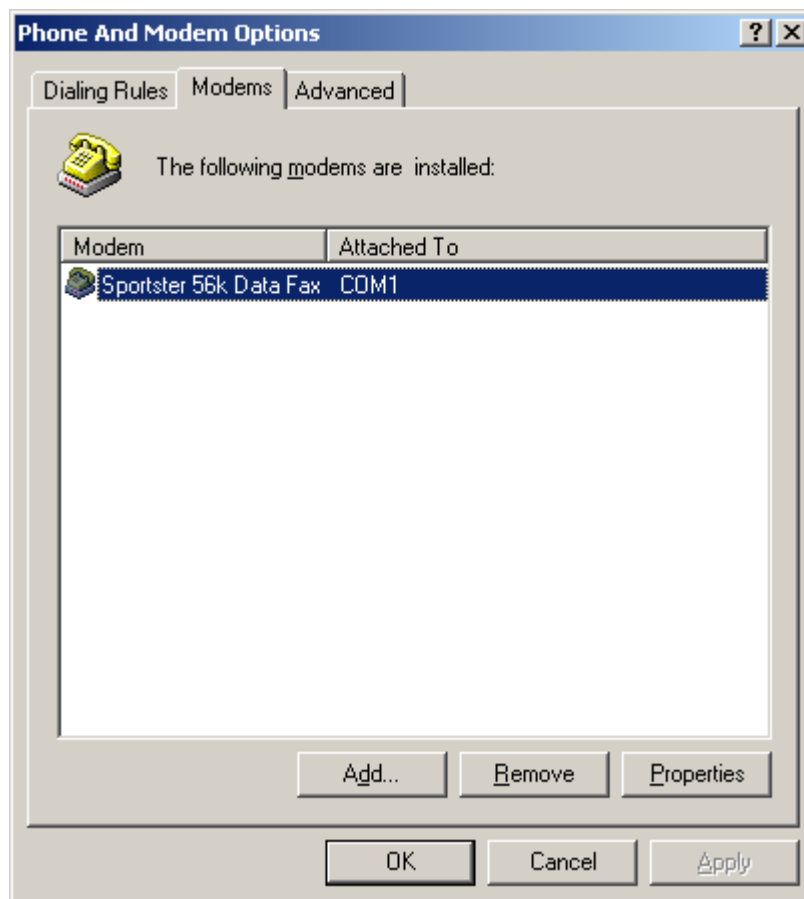 Phone And Modem Options
Dialing Rules Modems Advanced
The following modems are installed:
Modem Attached To
Sportster 56k Data Fax COM1
Add... Remove Properties
OK Cancel Apply